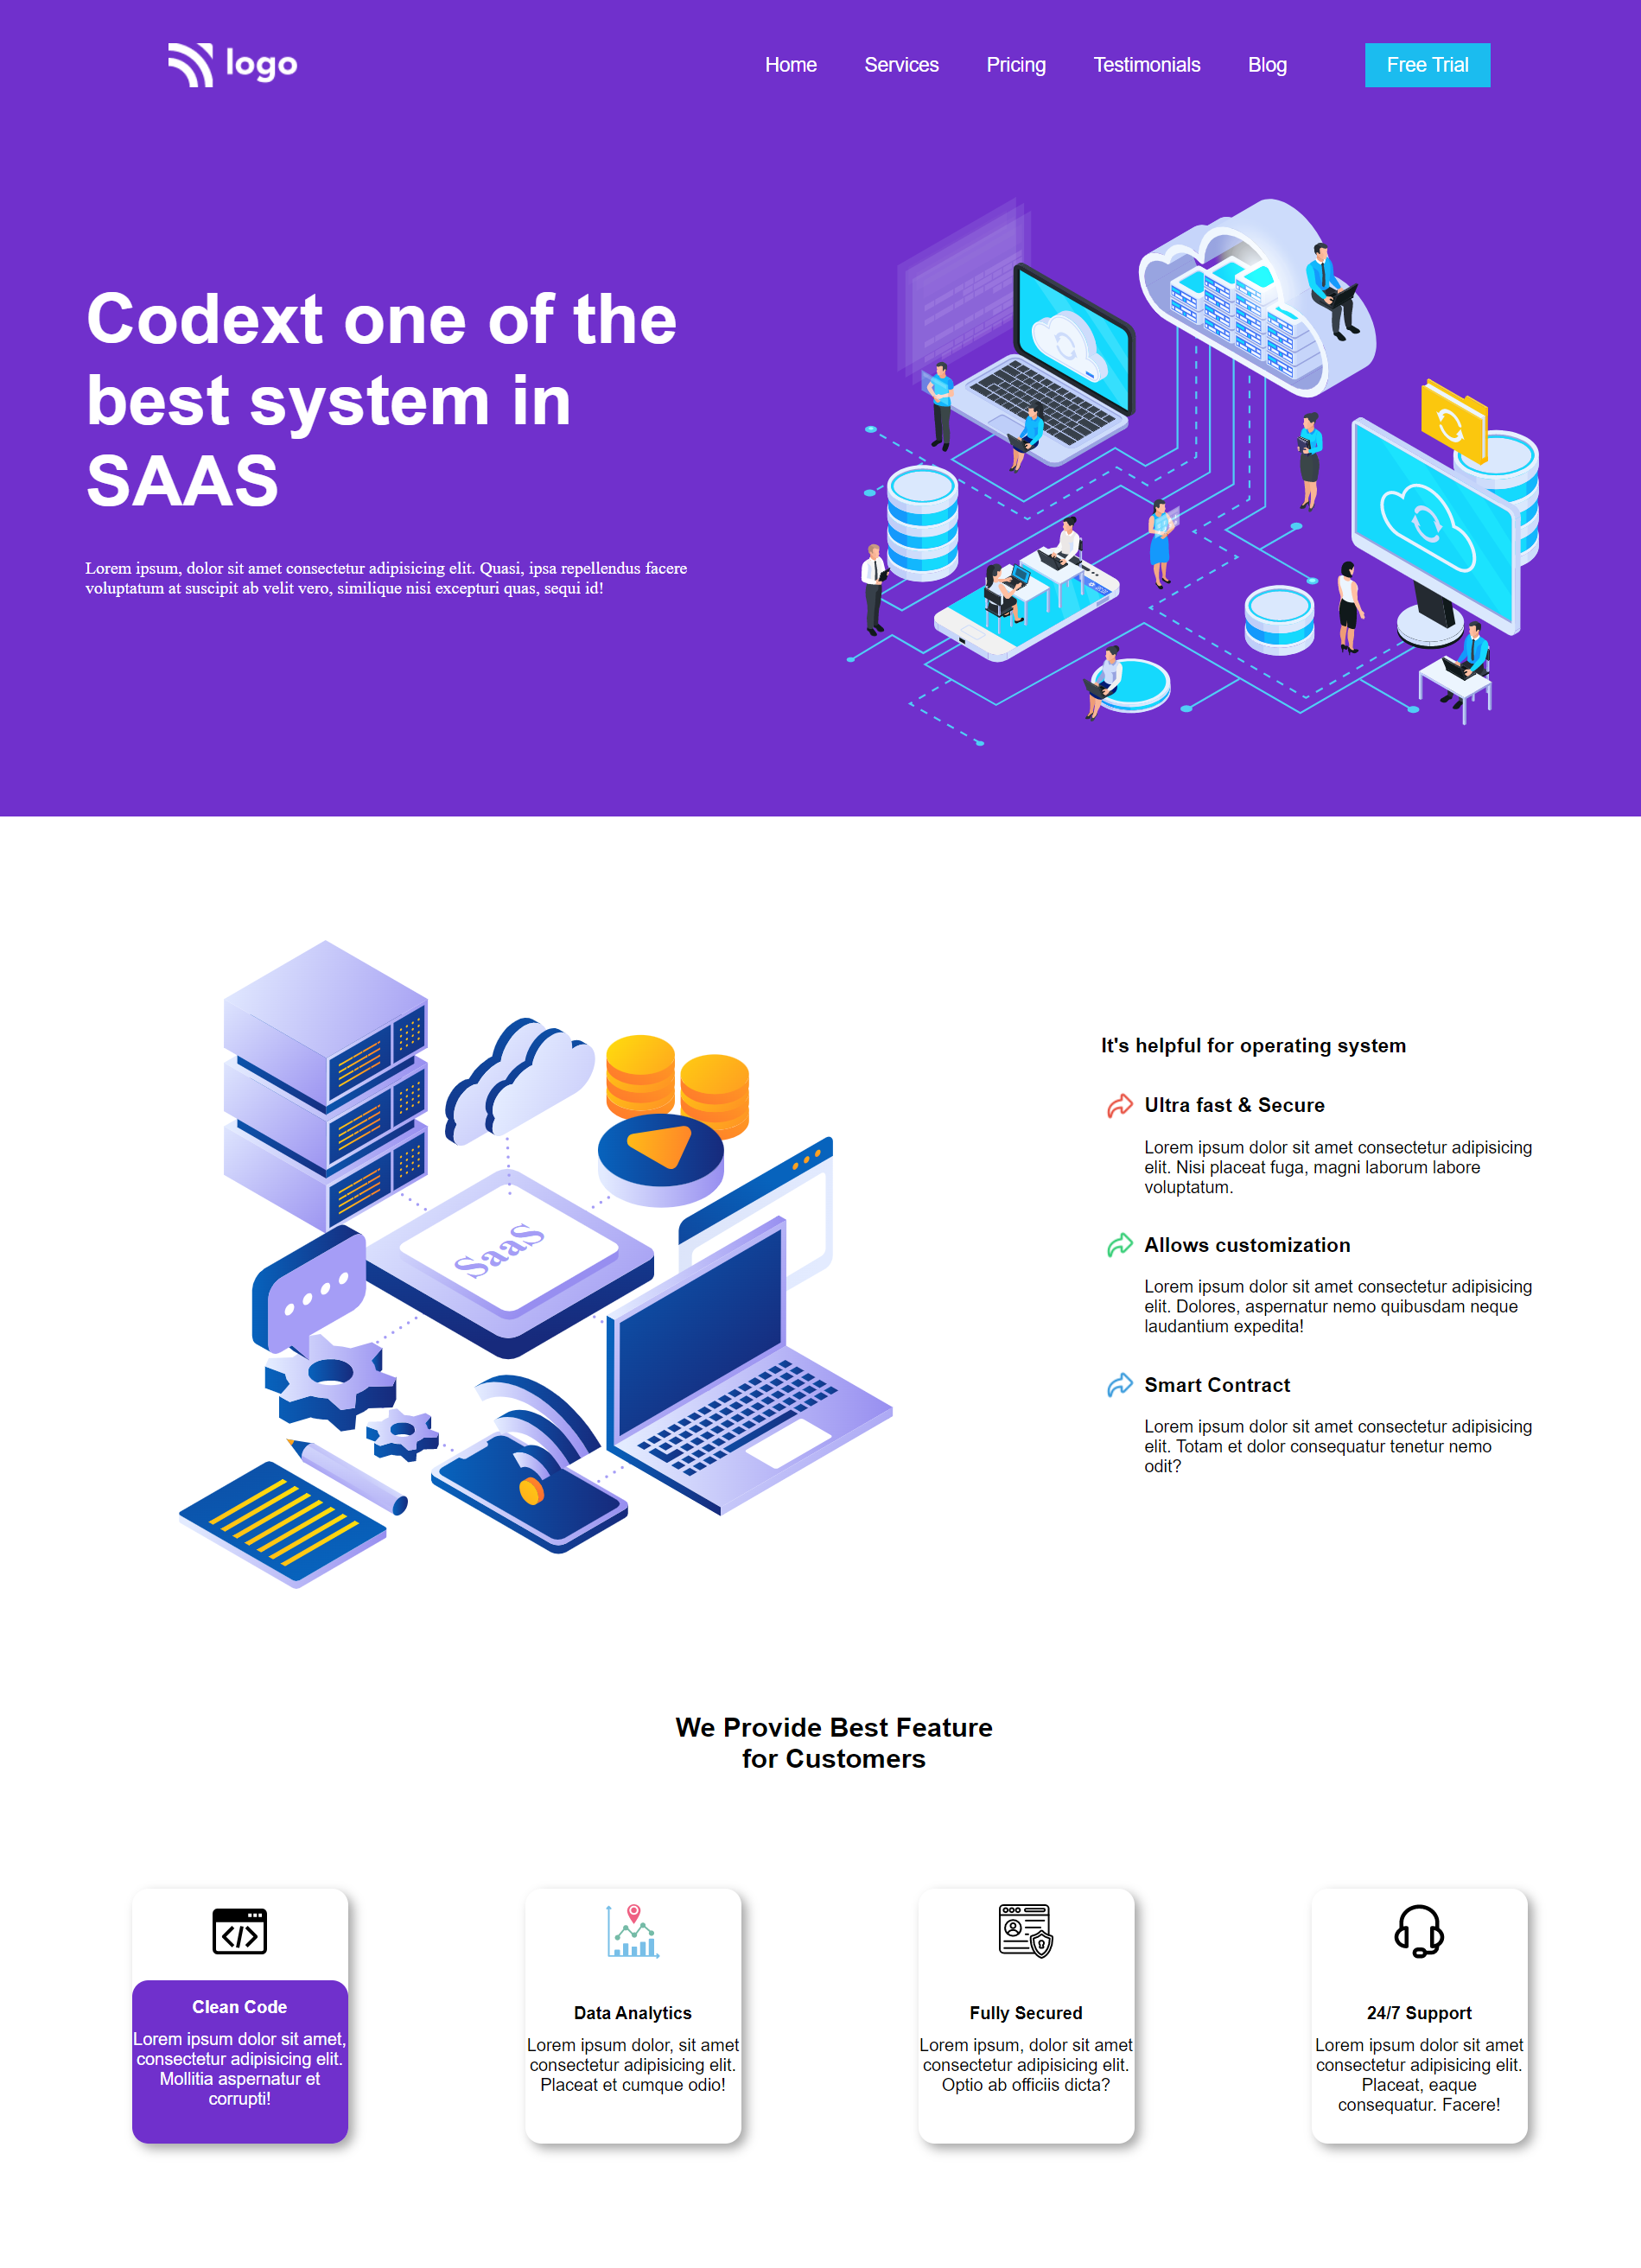 logo
Home Services Pricing Testimonials Blog Free Trial
Codext one of the
best system in
SAAS
Lorem ipsum, dolor sit amet consectetur adipisicing elit. Quasi, ipsa repellendus facere
voluptatum at suscipit ab velit vero, similique nisi excepturi quas, sequi id!
SaaS
It's helpful for operating system
Ultra fast & Secure
Lorem ipsum dolor sit amet consectetur adipisicing
elit. Nisi placeat fuga, magni laborum labore
voluptatum.
Allows customization
Lorem ipsum dolor sit amet consectetur adipisicing
elit. Dolores, aspernatur nemo quibusdam neque
laudantium expedita!
Smart Contract
Lorem ipsum dolor sit amet consectetur adipisicing
elit. Totam et dolor consequatur tenetur nemo
odit?
We Provide Best Feature
for Customers
Clean Code
Lorem ipsum dolor sit amet,
consectetur adipisicing elit.
Mollitia aspernatur et
corrupti!
Data Analytics
Lorem ipsum dolor, sit amet
consectetur adipisicing elit.
Placeat et cumque odio!
Fully Secured
Lorem ipsum, dolor sit amet
consectetur adipisicing elit.
Optio ab officiis dicta?
24/7 Support
Lorem ipsum dolor sit amet
consectetur adipisicing elit.
Placeat, eaque
consequatur. Facere!